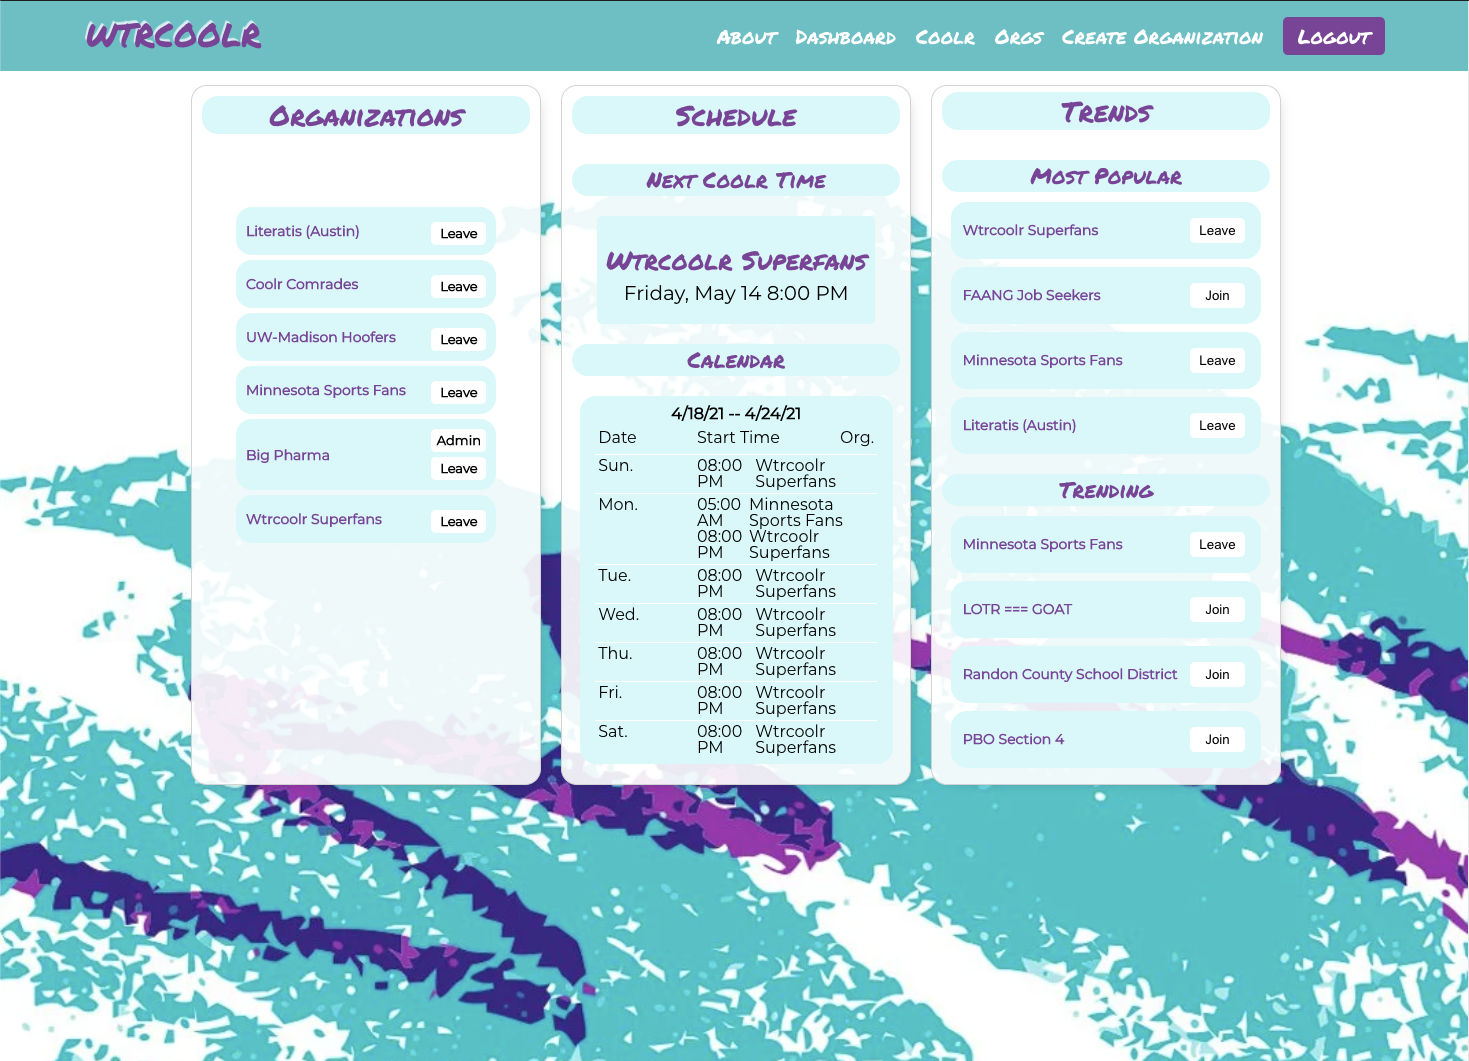 WTRCOOLR
About Dashboard Coolr Orgs Create Organization Logout
Organizations
Literatis (Austin) Leave
Coolr Comrades Leave
UW-Madison Hoofers Leave
Minnesota Sports Fans Leave
Big Pharma Admin
Leave
Wtrcoolr Superfans Leave
Schedule
Next Coolr Time
Wtrcoolr Superfans
Friday, May 14 8:00 PM
Calendar
4/18/21 -- 4/24/21
Date Start Time Org.
Sun. 08:00 Wtrcoolr
PM Superfans
Mon. 05:00 Minnesota
AM Sports Fans
08:00 Wtrcoolr
PM Superfans
Tue. 08:00 Wtrcoolr
PM Superfans
Wed. 08:00 Wtrcoolr
PM Superfans
Thu. 08:00 Wtrcoolr
PM Superfans
Fri. 08:00 Wtrcoolr
PM Superfans
Sat. 08:00 Wtrcoolr
PM Superfans
Trends
Most Popular
Wtrcoolr Superfans Leave
FAANG Job Seekers Join
Minnesota Sports Fans Leave
Literatis (Austin) Leave
Trending
Minnesota Sports Fans Leave
LOTR === GOAT Join
Randon County School District Join
PBO Section 4 Join